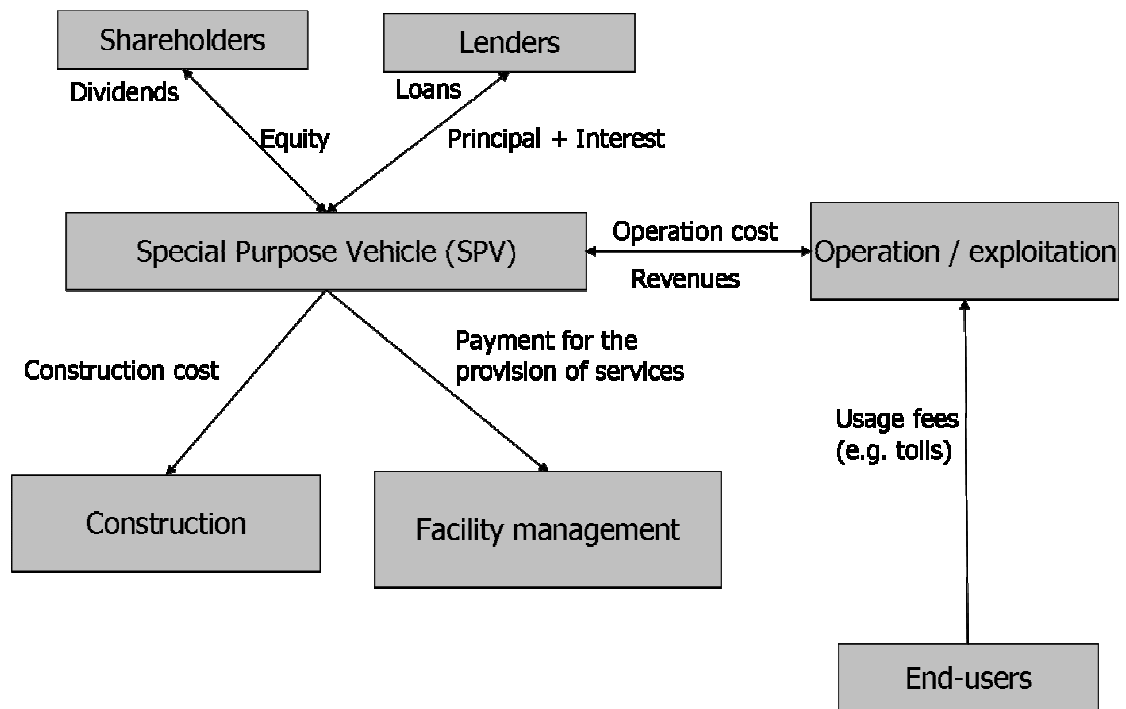 Shareholders
Lenders
Dividends
Loans
Equity
Principal + Interest
Special Purpose Vehicle (SPV)
Operation cost
Revenues
Operation / exploitation
Construction cost
Payment for the
provision of services
Usage fees
(e.g. tolls)
Construction
Facility management
End-users